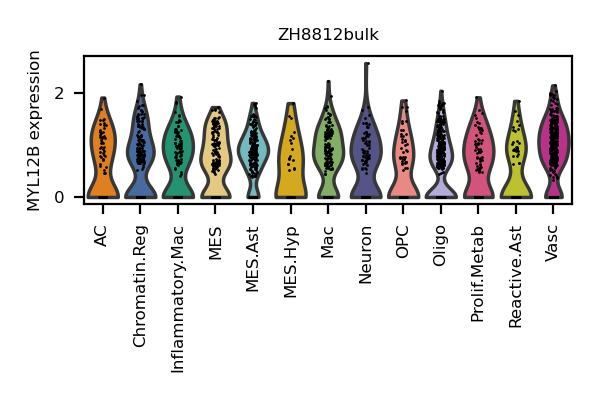 ZH8812bulk
MYL12B expression
2
0
AC
Chromatin.Reg
Inflammatory.Mac
MES
MES.Ast
MES.Hyp
Mac
Neuron
OPC
Oligo
Prolif.Metab
Reactive.Ast
Vasc